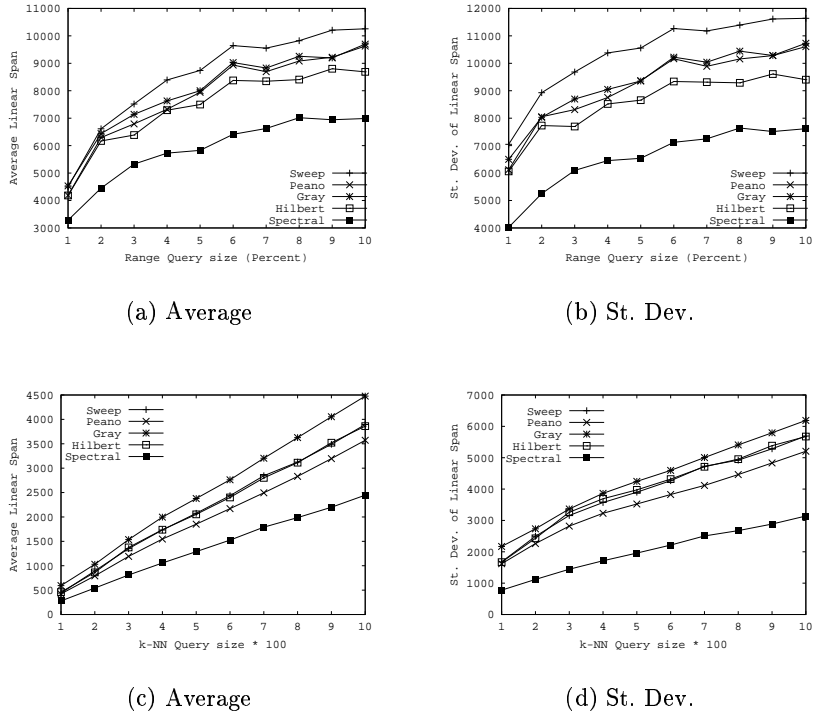 11000
10000
9000
8000
7000
6000
5000
4000
3000
Average Linear Span
Sweep
Peano
Gray
Hilbert
Spectral
1 2 3 4 5 6 7 8 9 10
Range Query size (Percent)
(a) Average
12000
11000
10000
9000
8000
7000
6000
5000
4000
St. Dev. of Linear Span
Sweep
Peano
Gray
Hilbert
Spectral
1 2 3 4 5 6 7 8 9 10
Range Query size (Percent)
(b) St. Dev.
4500
4000
3500
3000
2500
2000
1500
1000
500
0
Average Linear Span
Sweep
Peano
Gray
Hilbert
Spectral
1 2 3 4 5 6 7 8 9 10
k-NN Query size * 100
(c) Average
7000
6000
5000
4000
3000
2000
1000
0
St. Dev. of Linear Span
Sweep
Peano
Gray
Hilbert
Spectral
1 2 3 4 5 6 7 8 9 10
k-NN Query size * 100
(d) St. Dev.